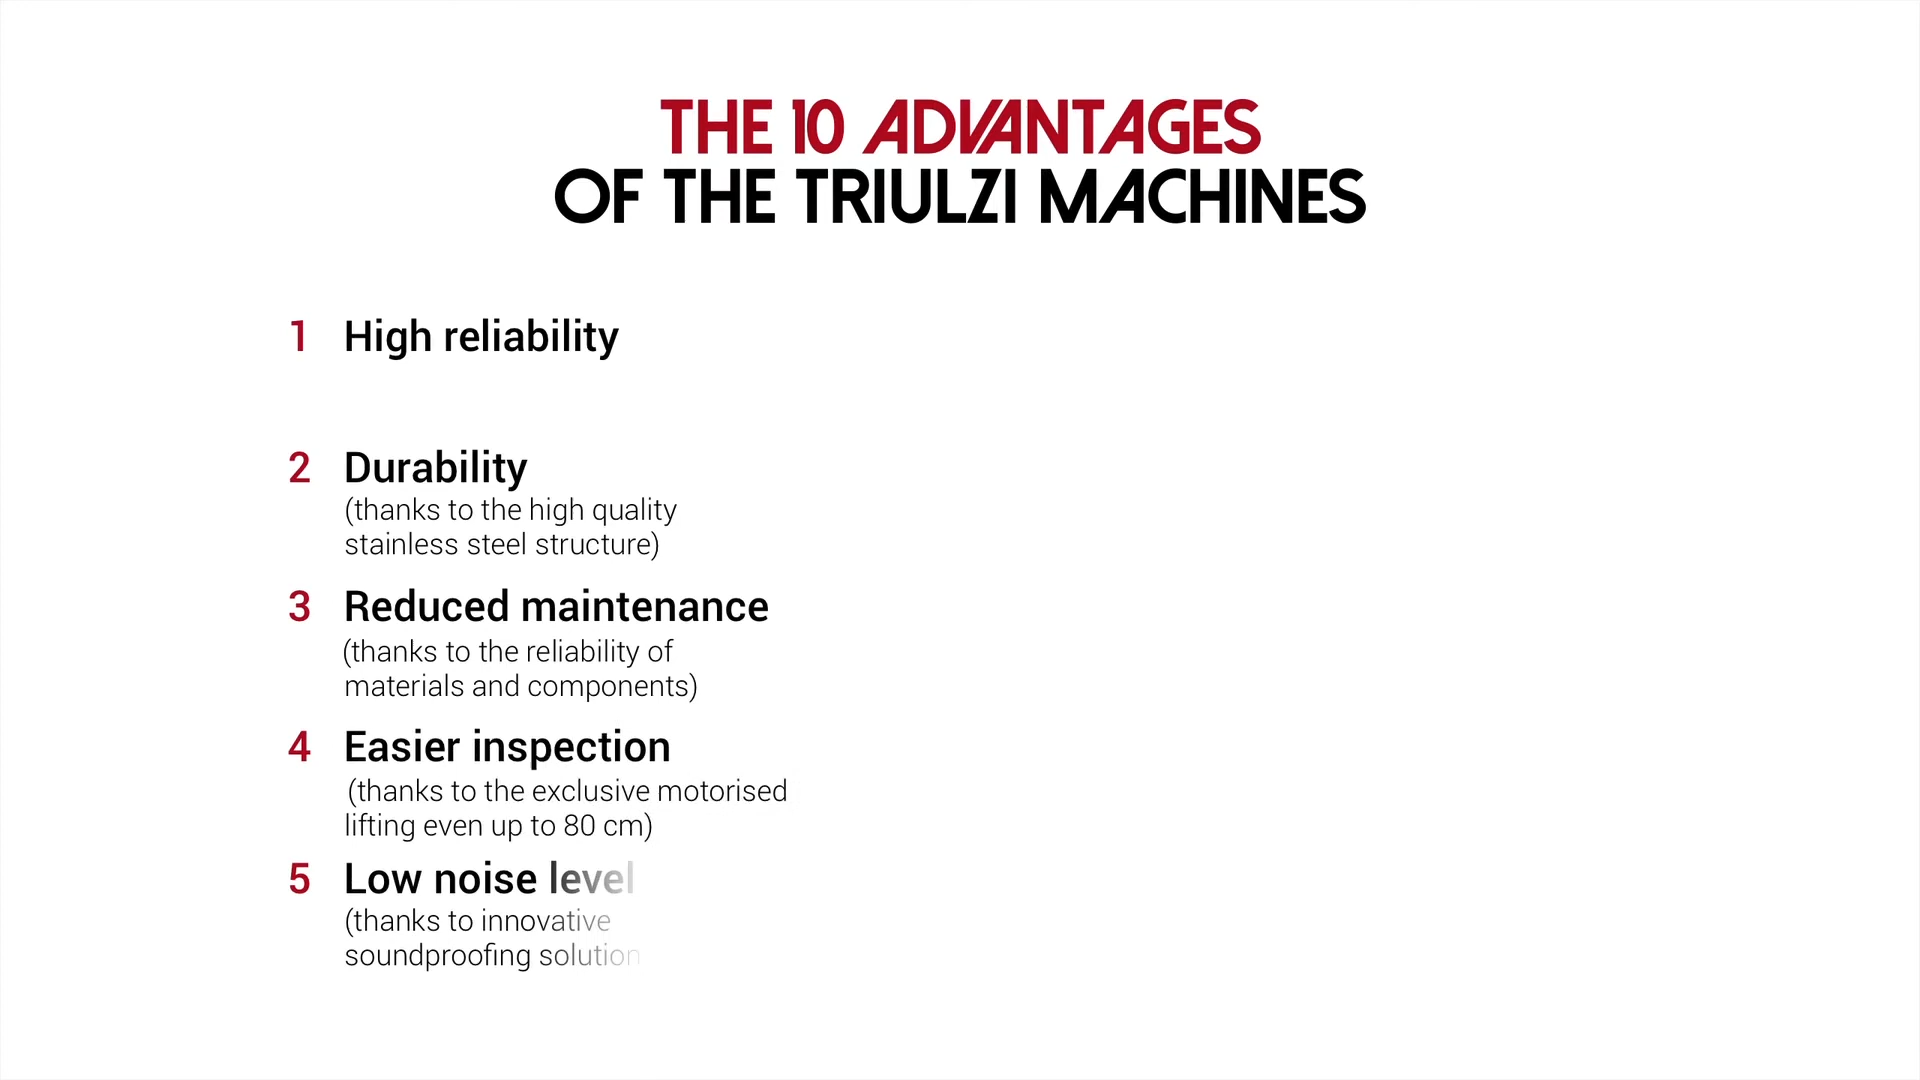 THE 10 ADVANTAGES
OF THE TRIULZI MACHINES
1 High reliability
2 Durability
(thanks to the high quality
stainless steel structure)
3 Reduced maintenance
(thanks to the reliability of
materials and components)
4 Easier inspection
(thanks to the exclusive motorised
lifting even up to 80 cm)
5 Low noise level
(thanks to innovative
soundproofing solution